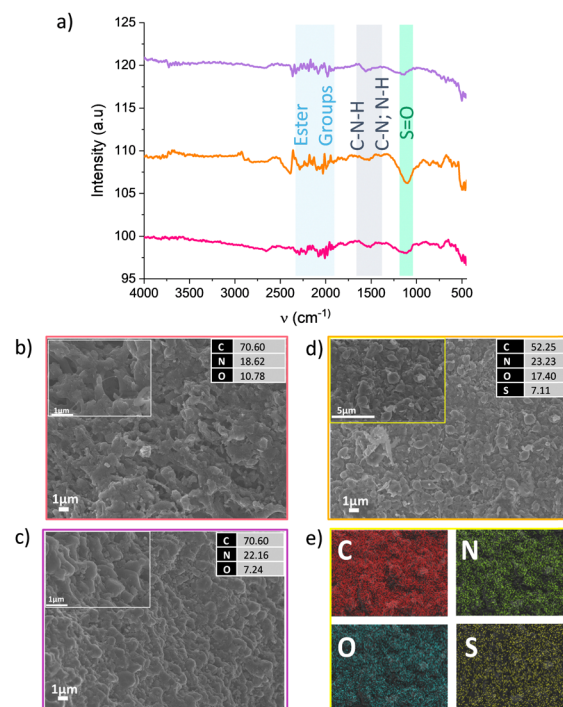 a)
125
120
115
110
105
100
95
Intensity (a.u)
Ester
Groups
C-N-H
C-N; N-H
S=O
4000 3500 3000 2500 2000 1500 1000 500
ν (cm⁻¹)
b)
C 70.60
N 18.62
O 10.78
1μm
1μm
d)
C 52.25
N 23.23
O 17.40
S 7.11
5μm
1μm
c)
C 70.60
N 22.16
O 7.24
1μm
1μm
e)
C
N
O
S